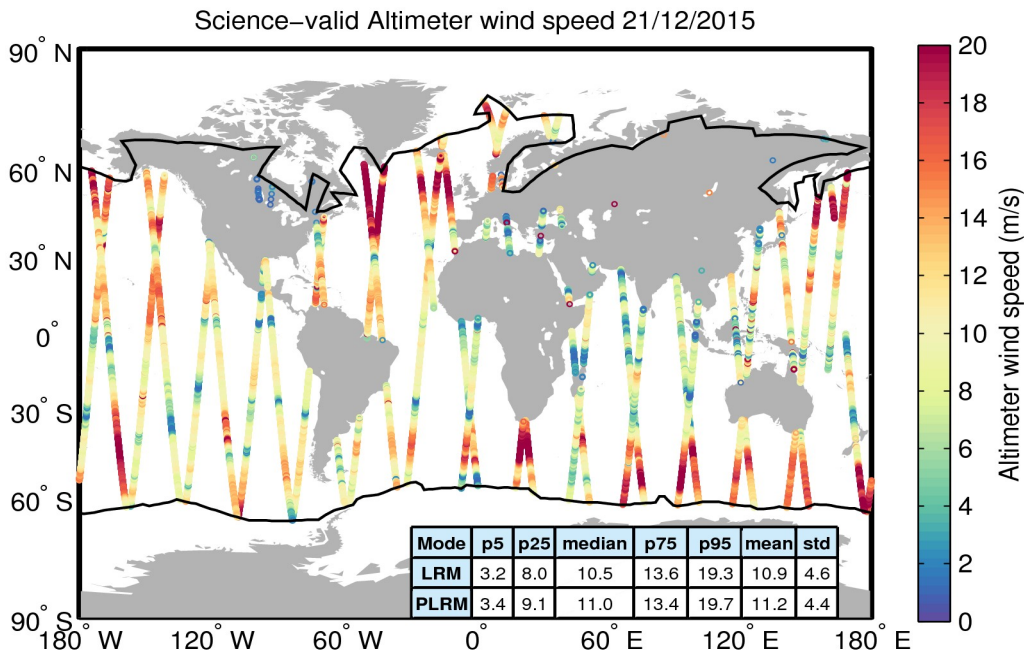 Science−valid Altimeter wind speed 21/12/2015
90° N
60° N
30° N
0°
30° S
60° S
90° S
180° W
120° W
60° W
0°
60° E
120° E
180° E
Mode p5 p25 median p75 p95 mean std
LRM 3.2 8.0 10.5 13.6 19.3 10.9 4.6
PLRM 3.4 9.1 11.0 13.4 19.7 11.2 4.4
20
18
16
14
12
10
8
6
4
2
0
Altimeter wind speed (m/s)